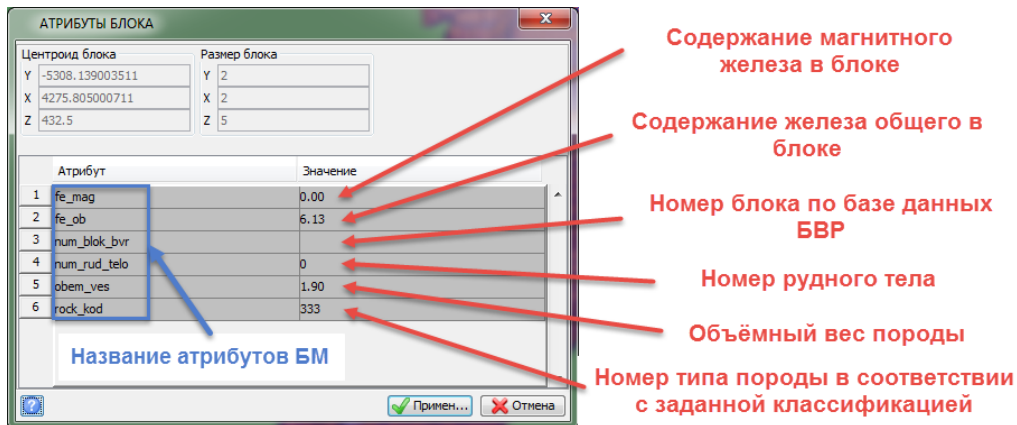 АТРИБУТЫ БЛОКА
Центроид блока
Размер блока
Y -5308.139003511
Y 2
X 4275.805000711
X 2
Z 432.5
Z 5
Атрибут Значение
1 fe_mag 0.00
2 fe_ob 6.13
3 num_blok_bvr
4 num_rud_telo 0
5 obem_ves 1.90
6 rock_kod 333
Название атрибутов БМ
Примен...
Отмена
Содержание магнитного
железа в блоке
Содержание железа общего в
блоке
Номер блока по базе данных
БВР
Номер рудного тела
Объёмный вес породы
Номер типа породы в соответствии
с заданной классификацией